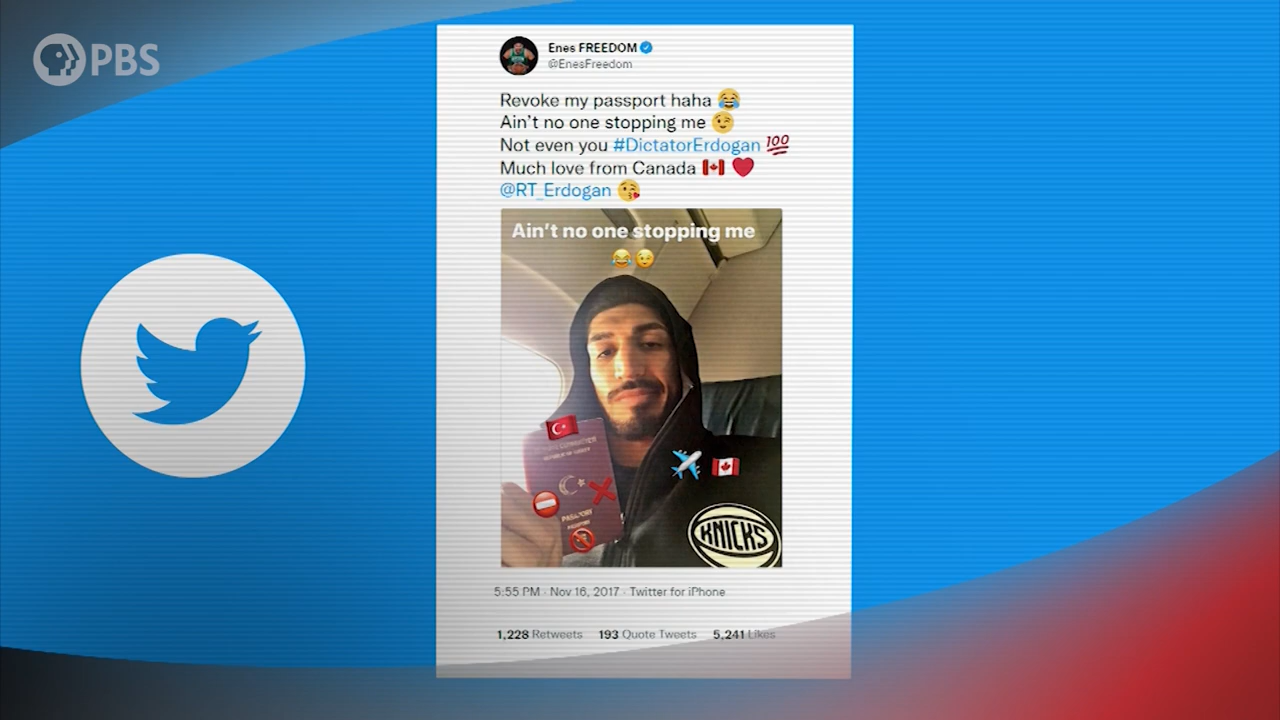 PBS
Enes FREEDOM
@EnesFreedom
Revoke my passport haha 😂
Ain't no one stopping me 😉
Not even you #DictatorErdogan 💯
Much love from Canada 🇨🇦 ❤️
@RT_Erdogan 😘
Ain't no one stopping me
😂😉
PASAPORT
KNICKS
5:55 PM · Nov 16, 2017 · Twitter for iPhone
1,228 Retweets 193 Quote Tweets 5,241 Likes